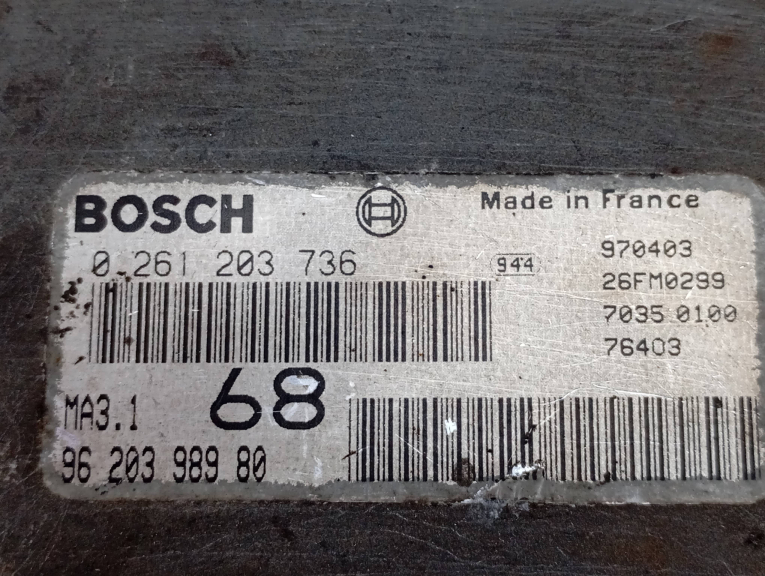 BOSCH
Made in France
0 261 203 736
944
970403
26FM0299
7035 0100
76403
MA3.1
68
96 203 989 80